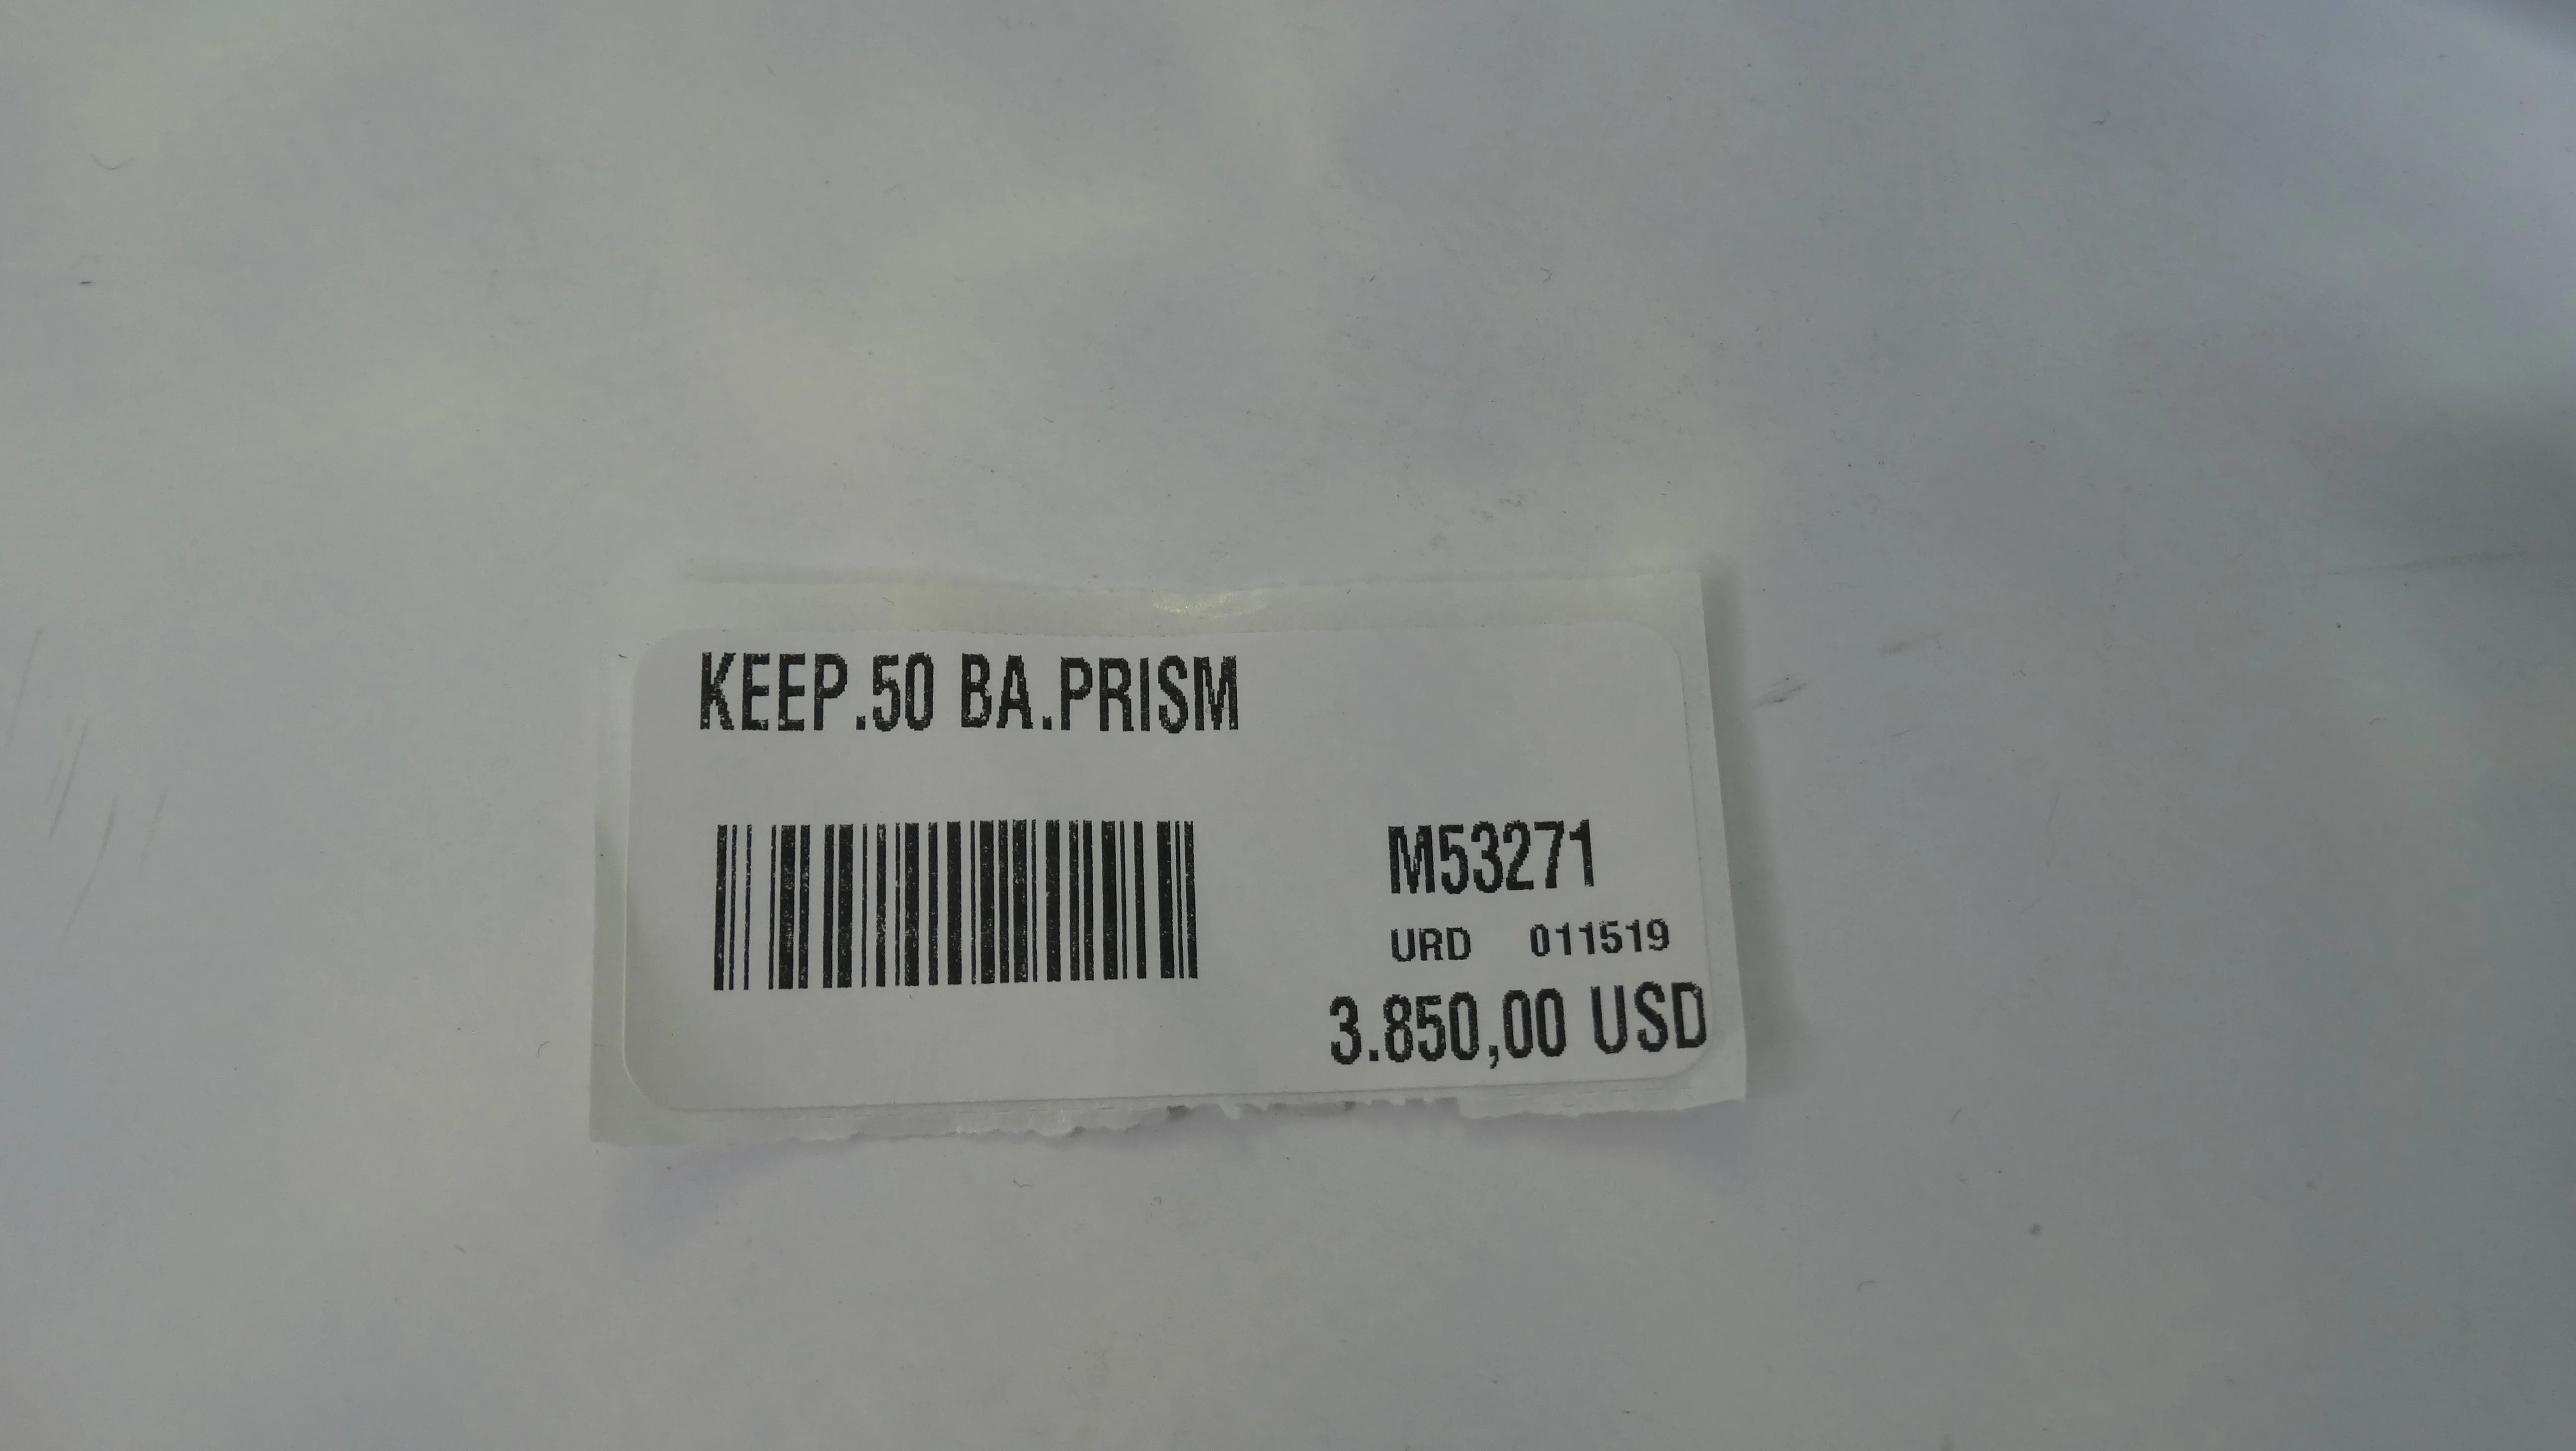 KEEP.50 BA.PRISM
M53271
URD 011519
3.850,00 USD